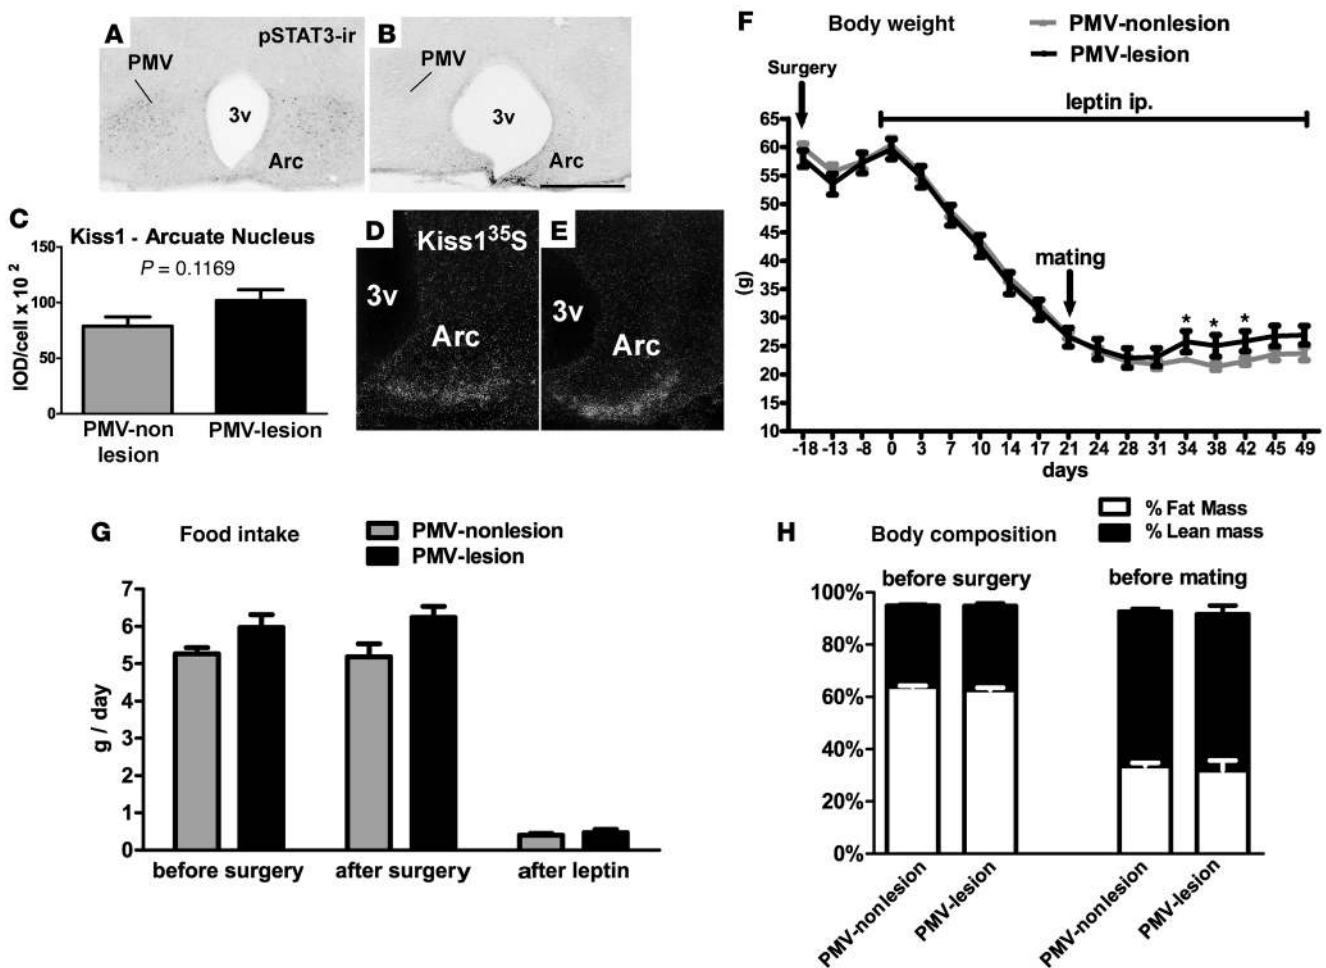 A
pSTAT3-ir
PMV
3v
Arc
B
PMV
3v
Arc
C
Kiss1 - Arcuate Nucleus
P = 0.1169
IOD/cell x 10²
150
100
50
0
PMV-non
lesion
PMV-lesion
D
Kiss1³⁵S
3v
Arc
E
3v
Arc
F
Body weight
PMV-nonlesion
PMV-lesion
Surgery
leptin ip.
mating
* * *
(g)
65
60
55
50
45
40
35
30
25
20
15
10
-18 -13 -8 0 3 7 10 14 17 21 24 28 31 34 38 42 45 49
days
G
Food intake
PMV-nonlesion
PMV-lesion
g / day
7
6
5
4
3
2
1
0
before surgery after surgery after leptin
H
Body composition
% Fat Mass
% Lean mass
before surgery before mating
100%
80%
60%
40%
20%
0%
PMV-nonlesion
PMV-lesion
PMV-nonlesion
PMV-lesion